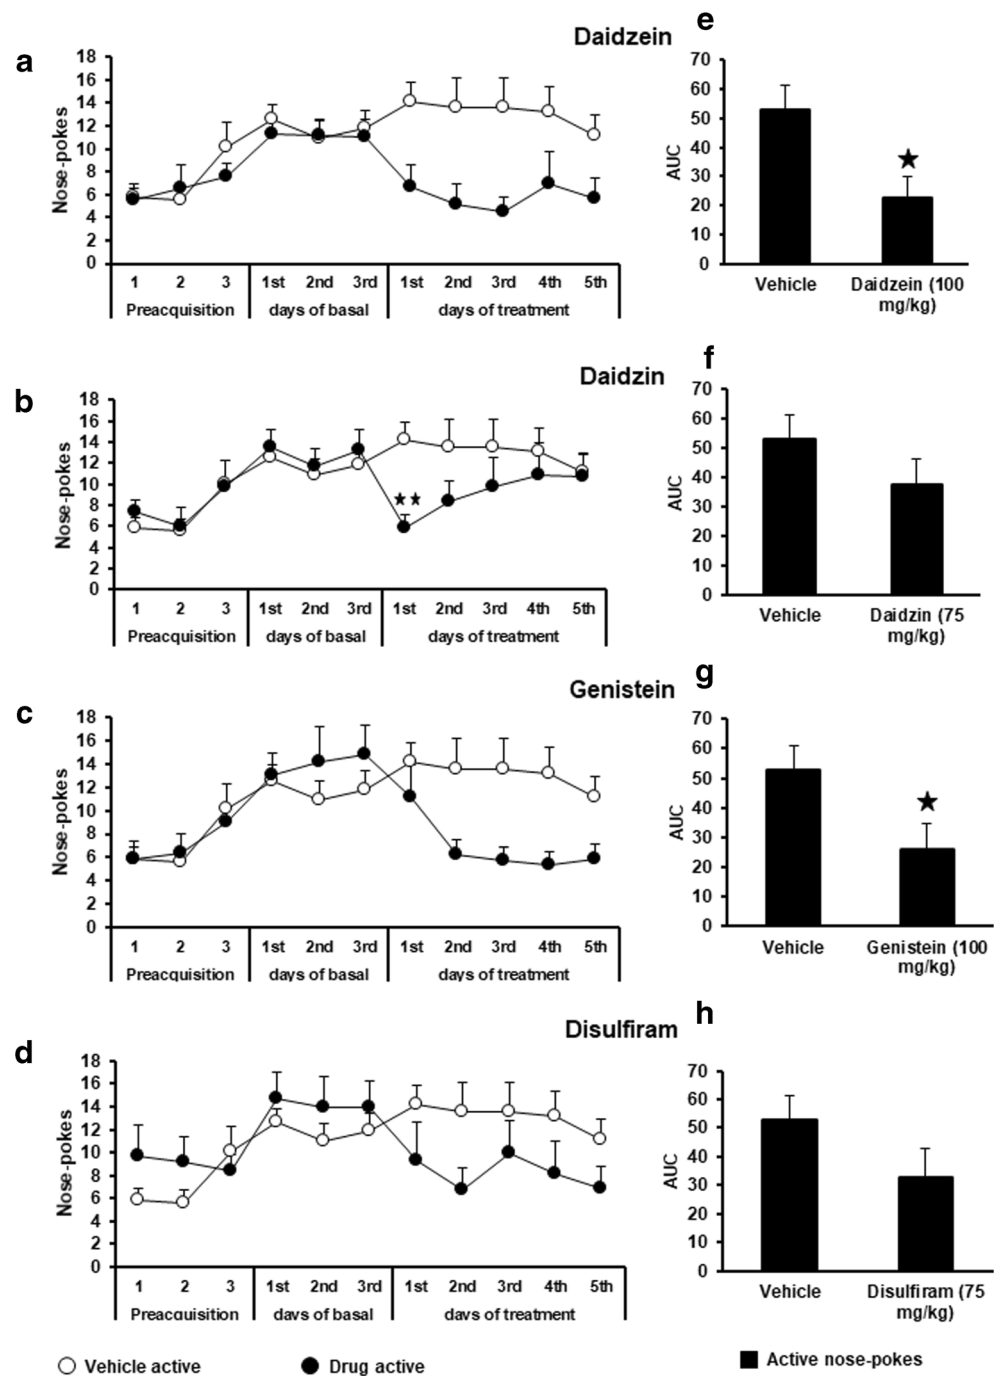 Daidzein
a
18
16
14
12
10
8
6
4
2
0
Nose-pokes
1 2 3 1st 2nd 3rd 1st 2nd 3rd 4th 5th
Preacquisition days of basal days of treatment
e
70
60
50
40
30
20
10
0
AUC
★
Vehicle Daidzein (100
mg/kg)
Daidzin
b
18
16
14
12
10
8
6
4
2
0
Nose-pokes
★★
1 2 3 1st 2nd 3rd 1st 2nd 3rd 4th 5th
Preacquisition days of basal days of treatment
f
70
60
50
40
30
20
10
0
AUC
Vehicle Daidzin (75
mg/kg)
Genistein
c
18
16
14
12
10
8
6
4
2
0
Nose-pokes
1 2 3 1st 2nd 3rd 1st 2nd 3rd 4th 5th
Preacquisition days of basal days of treatment
g
70
60
50
40
30
20
10
0
AUC
★
Vehicle Genistein (100
mg/kg)
Disulfiram
d
18
16
14
12
10
8
6
4
2
0
Nose-pokes
1 2 3 1st 2nd 3rd 1st 2nd 3rd 4th 5th
Preacquisition days of basal days of treatment
h
70
60
50
40
30
20
10
0
AUC
Vehicle Disulfiram (75
mg/kg)
Vehicle active Drug active Active nose-pokes